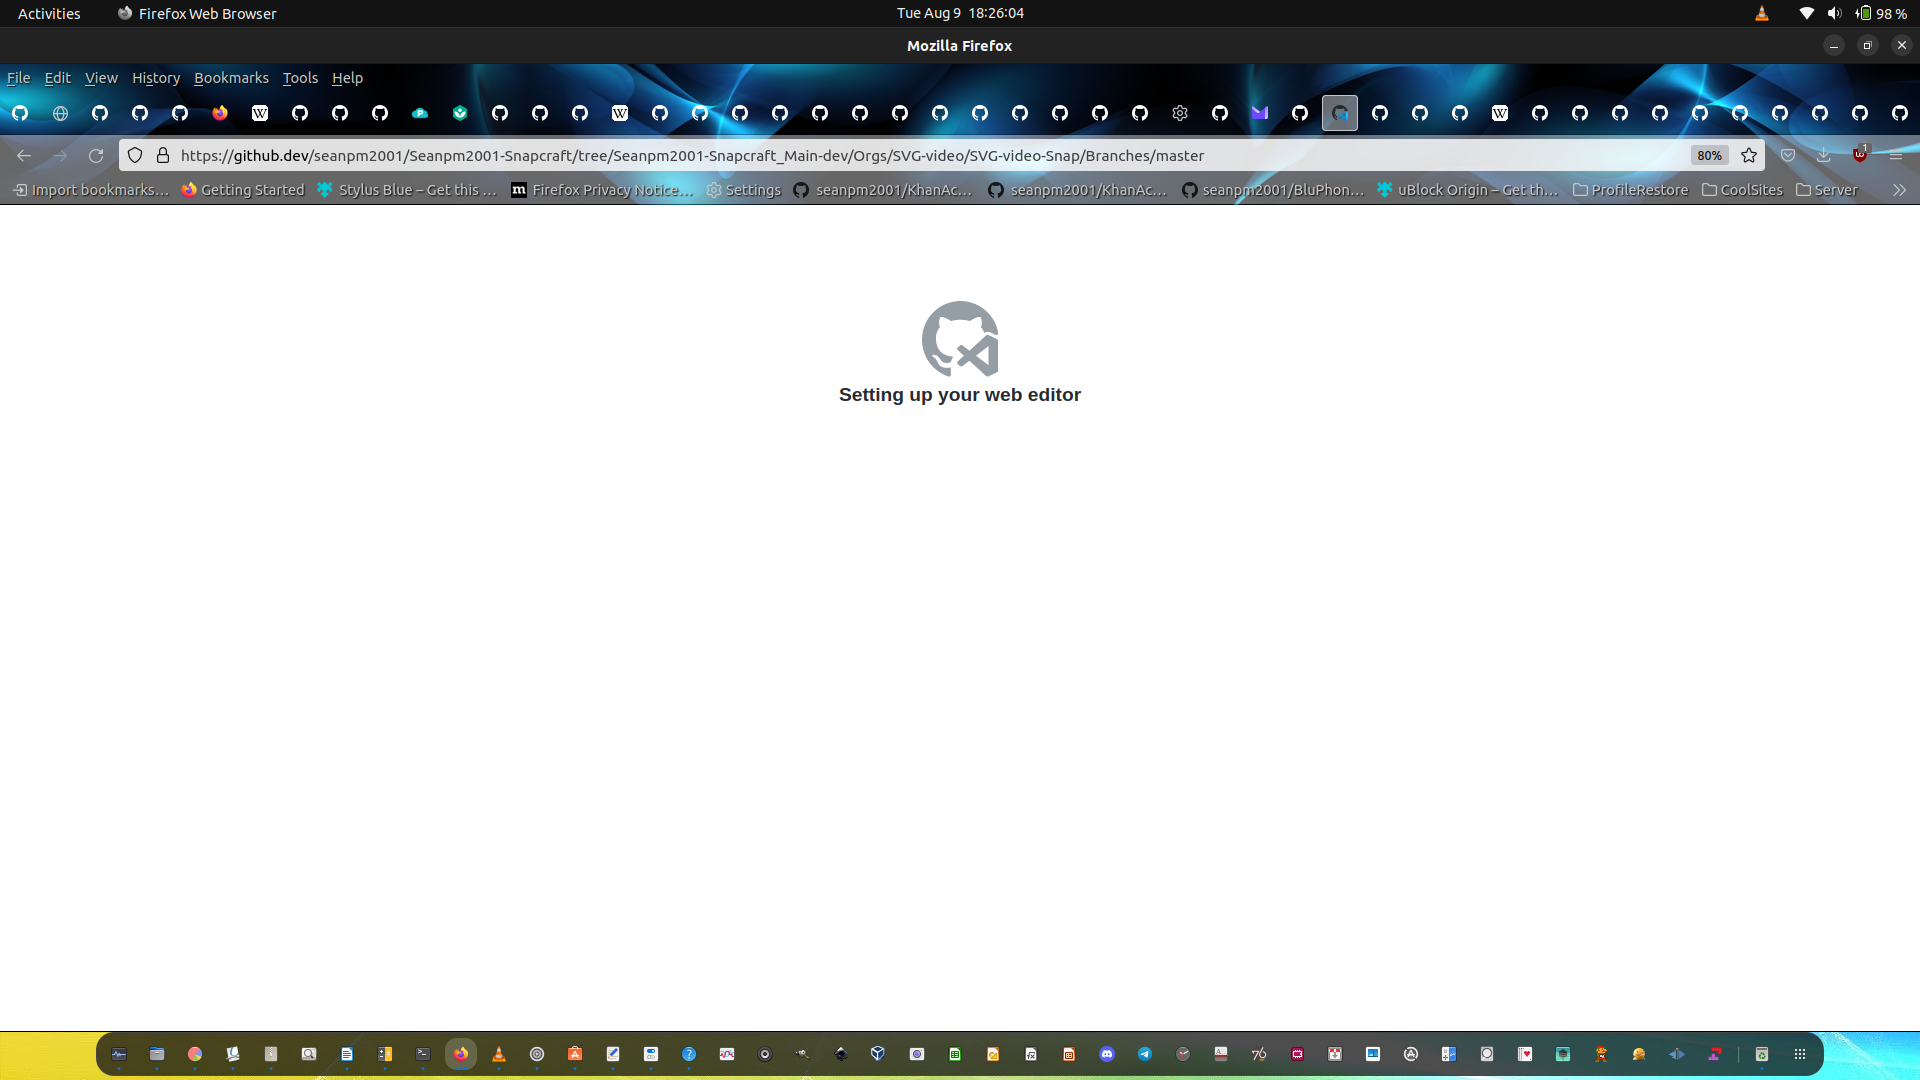 Activities Firefox Web Browser Tue Aug 9 18:26:04 98 %
Mozilla Firefox
File Edit View History Bookmarks Tools Help
https://github.dev/seanpm2001/Seanpm2001-Snapcraft/tree/Seanpm2001-Snapcraft_Main-dev/Orgs/SVG-video/SVG-video-Snap/Branches/master 80% 1
Import bookmarks... Getting Started Stylus Blue – Get this ... Firefox Privacy Notice... Settings seanpm2001/KhanAc... seanpm2001/KhanAc... seanpm2001/BluPhon... uBlock Origin – Get th... ProfileRestore CoolSites Server
Setting up your web editor